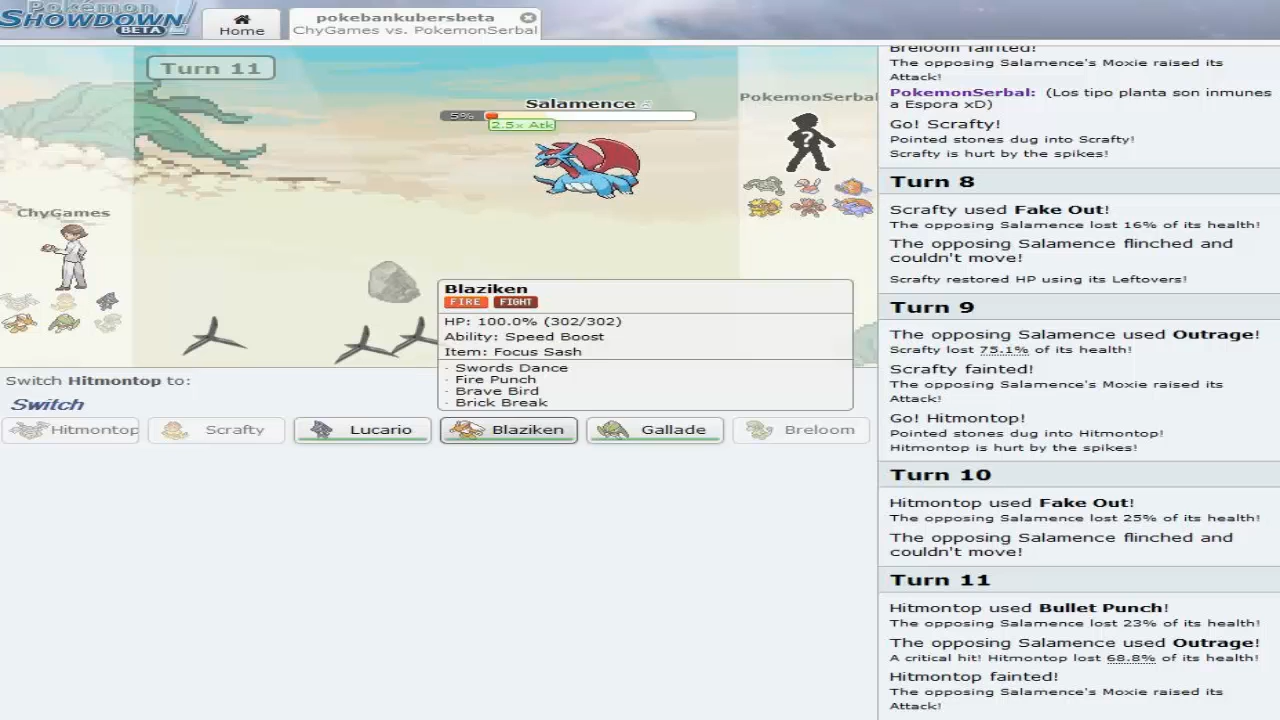 Pokémon
SHOWDOWN
BETA
Home
pokebankubersbeta
ChyGames vs. PokemonSerbal
Turn 11
Salamence
5%
2.5× Atk
PokemonSerbal
?
ChyGames
Blaziken
FIRE FIGHT
HP: 100.0% (302/302)
Ability: Speed Boost
Item: Focus Sash
· Swords Dance
· Fire Punch
· Brave Bird
· Brick Break
Switch Hitmontop to:
Switch
Hitmontop
Scrafty
Lucario
Blaziken
Gallade
Breloom
Breloom fainted!
The opposing Salamence's Moxie raised its
Attack!
PokemonSerbal: (Los tipo planta son inmunes
a Espora xD)
Go! Scrafty!
Pointed stones dug into Scrafty!
Scrafty is hurt by the spikes!
Turn 8
Scrafty used Fake Out!
The opposing Salamence lost 16% of its health!
The opposing Salamence flinched and
couldn't move!
Scrafty restored HP using its Leftovers!
Turn 9
The opposing Salamence used Outrage!
Scrafty lost 75.1% of its health!
Scrafty fainted!
The opposing Salamence's Moxie raised its
Attack!
Go! Hitmontop!
Pointed stones dug into Hitmontop!
Hitmontop is hurt by the spikes!
Turn 10
Hitmontop used Fake Out!
The opposing Salamence lost 25% of its health!
The opposing Salamence flinched and
couldn't move!
Turn 11
Hitmontop used Bullet Punch!
The opposing Salamence lost 23% of its health!
The opposing Salamence used Outrage!
A critical hit! Hitmontop lost 68.8% of its health!
Hitmontop fainted!
The opposing Salamence's Moxie raised its
Attack!